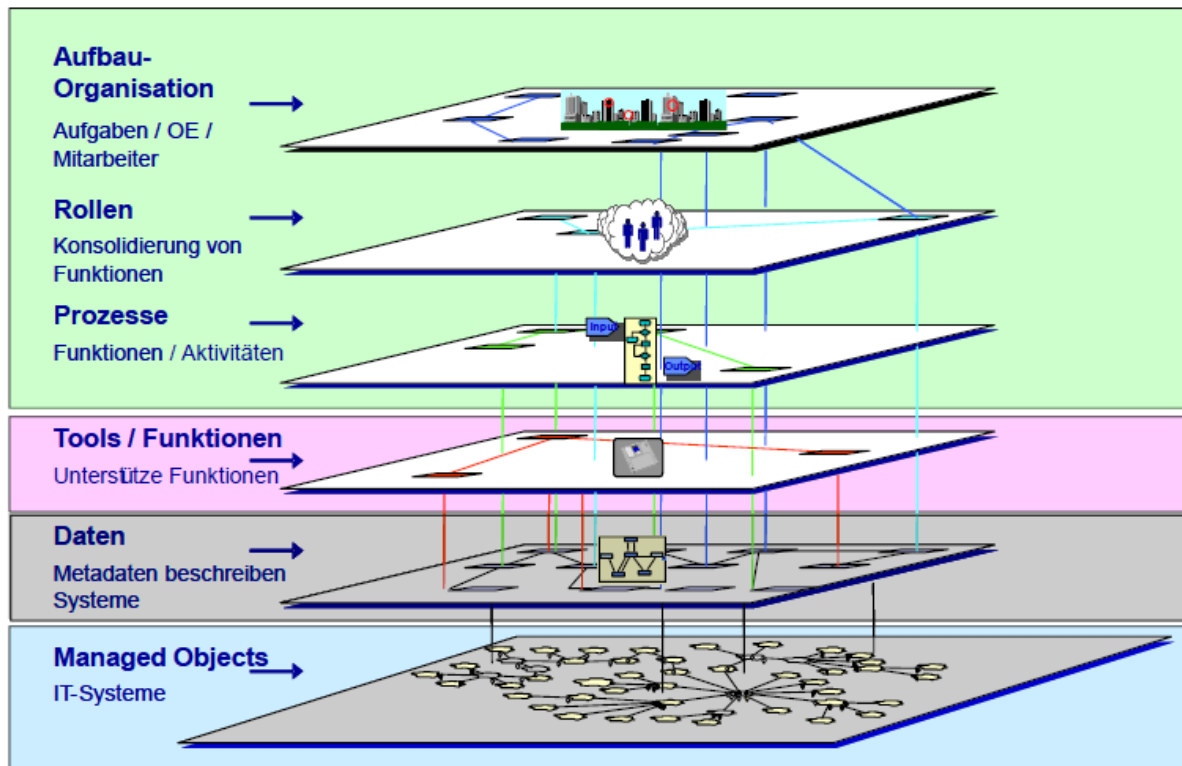 Aufbau-
Organisation
Aufgaben / OE /
Mitarbeiter
Rollen
Konsolidierung von
Funktionen
Prozesse
Funktionen / Aktivitäten
Input
Output
Tools / Funktionen
Unterstütze Funktionen
Daten
Metadaten beschreiben
Systeme
Managed Objects
IT-Systeme